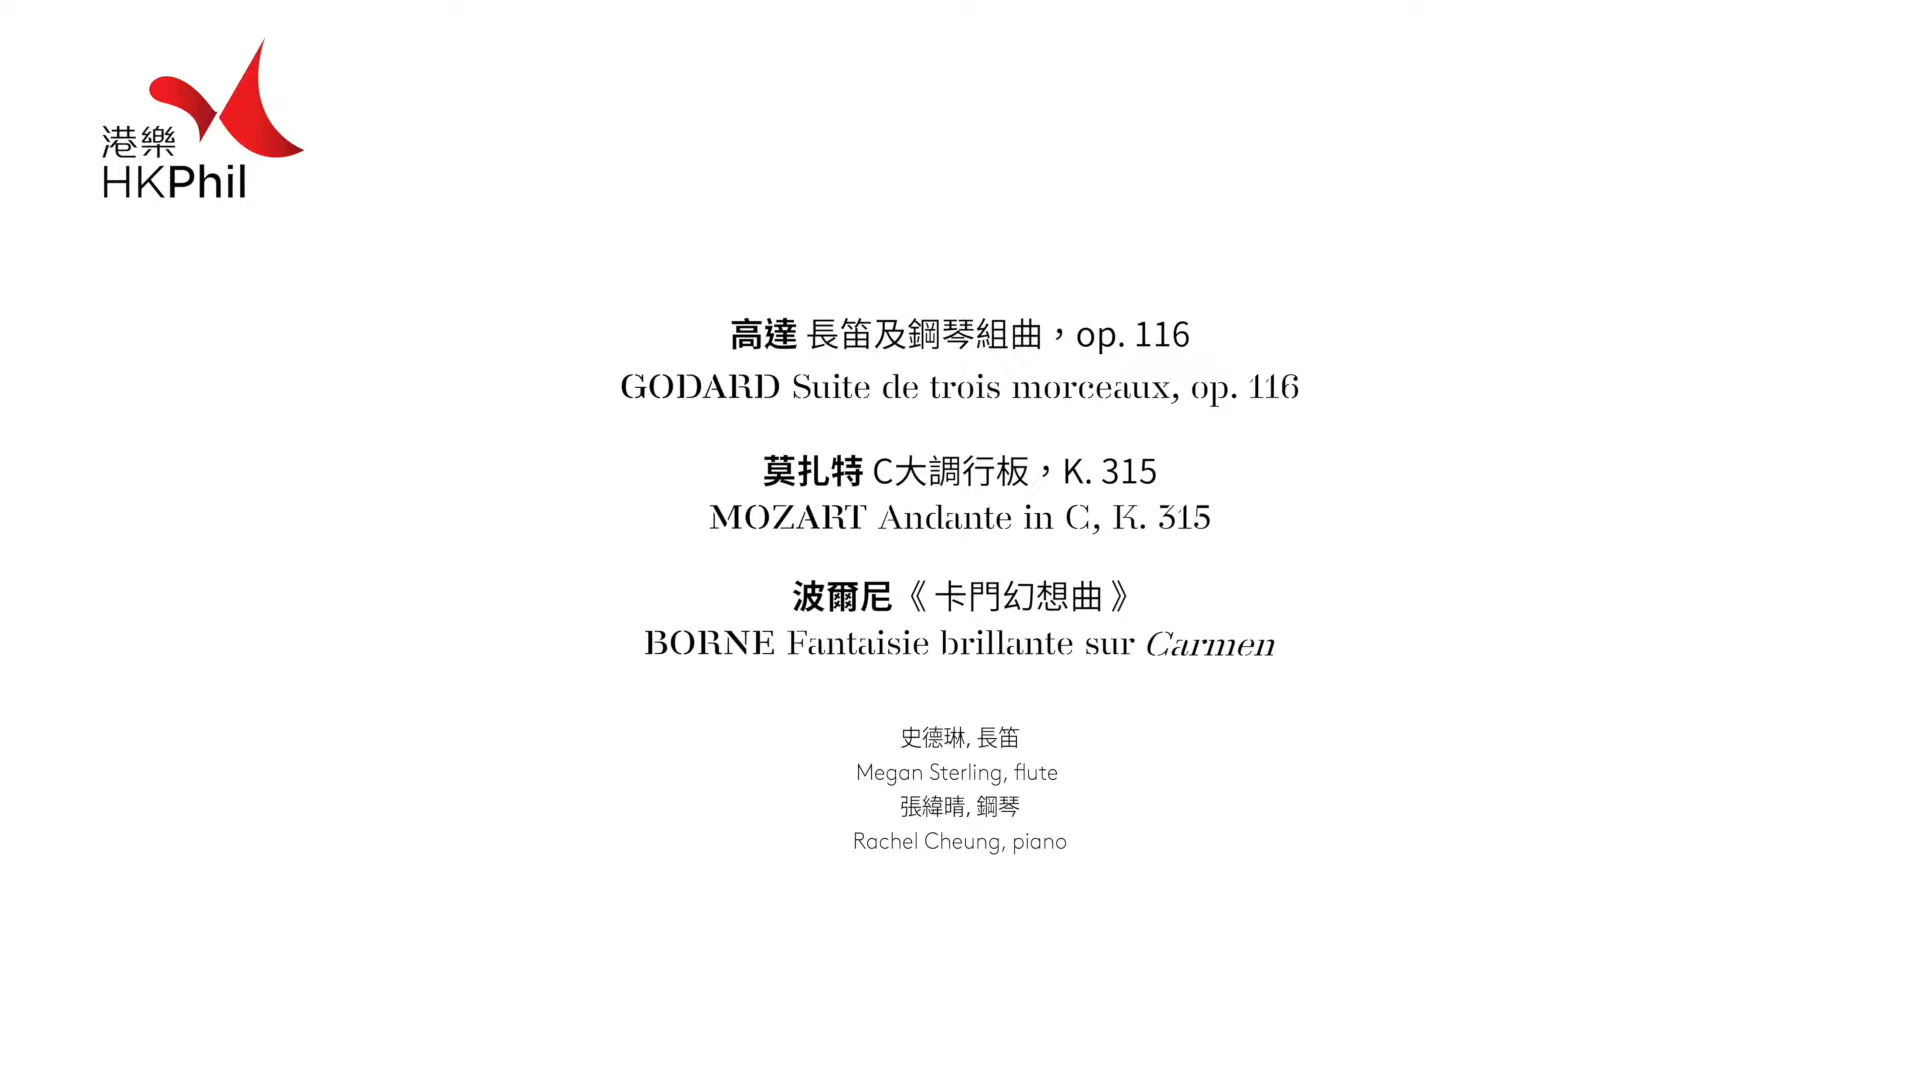 港樂
HKPhil
高達 長笛及鋼琴組曲，op. 116
GODARD Suite de trois morceaux, op. 116
莫扎特 C大調行板，K. 315
MOZART Andante in C, K. 315
波爾尼《卡門幻想曲》
BORNE Fantaisie brillante sur Carmen
史德琳, 長笛
Megan Sterling, flute
張緯晴, 鋼琴
Rachel Cheung, piano